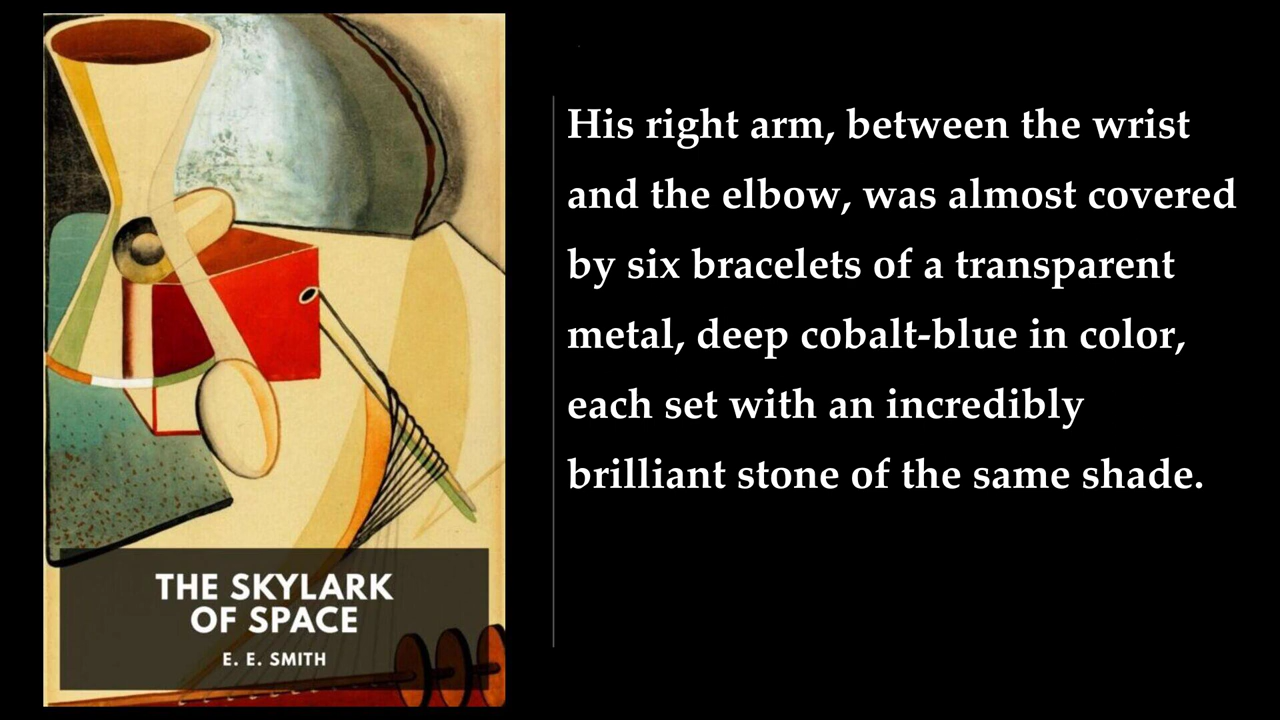 THE SKYLARK
OF SPACE
E. E. SMITH
His right arm, between the wrist
and the elbow, was almost covered
by six bracelets of a transparent
metal, deep cobalt-blue in color,
each set with an incredibly
brilliant stone of the same shade.